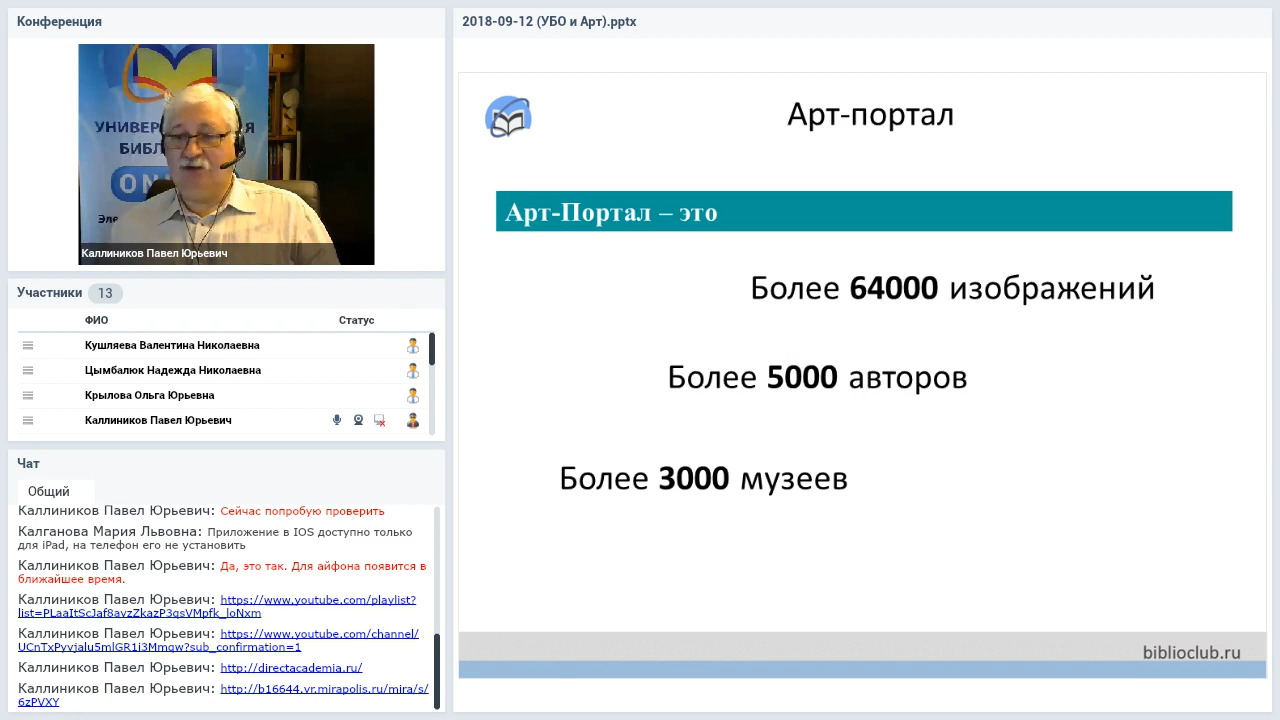 Конференция
УНИВЕР
Я
БИБЛ
ON
Эле
Каллиников Павел Юрьевич
Участники 13
ФИО Статус
Кушляева Валентина Николаевна
Цымбалюк Надежда Николаевна
Крылова Ольга Юрьевна
Каллиников Павел Юрьевич
Чат
Общий
Каллиников Павел Юрьевич: Сейчас попробую проверить
Калганова Мария Львовна: Приложение в IOS доступно только
для iPad, на телефон его не установить
Каллиников Павел Юрьевич: Да, это так. Для айфона появится в
ближайшее время.
Каллиников Павел Юрьевич: https://www.youtube.com/playlist?
list=PLaaItScJaf8avzZkazP3qsVMpfk_loNxm
Каллиников Павел Юрьевич: https://www.youtube.com/channel/
UCnTxPyvjalu5mlGR1i3Mmqw?sub_confirmation=1
Каллиников Павел Юрьевич: http://directacademia.ru/
Каллиников Павел Юрьевич: http://b16644.vr.mirapolis.ru/mira/s/
6zPVXY
2018-09-12 (УБО и Арт).pptx
Арт-портал
Арт-Портал – это
Более 64000 изображений
Более 5000 авторов
Более 3000 музеев
biblioclub.ru